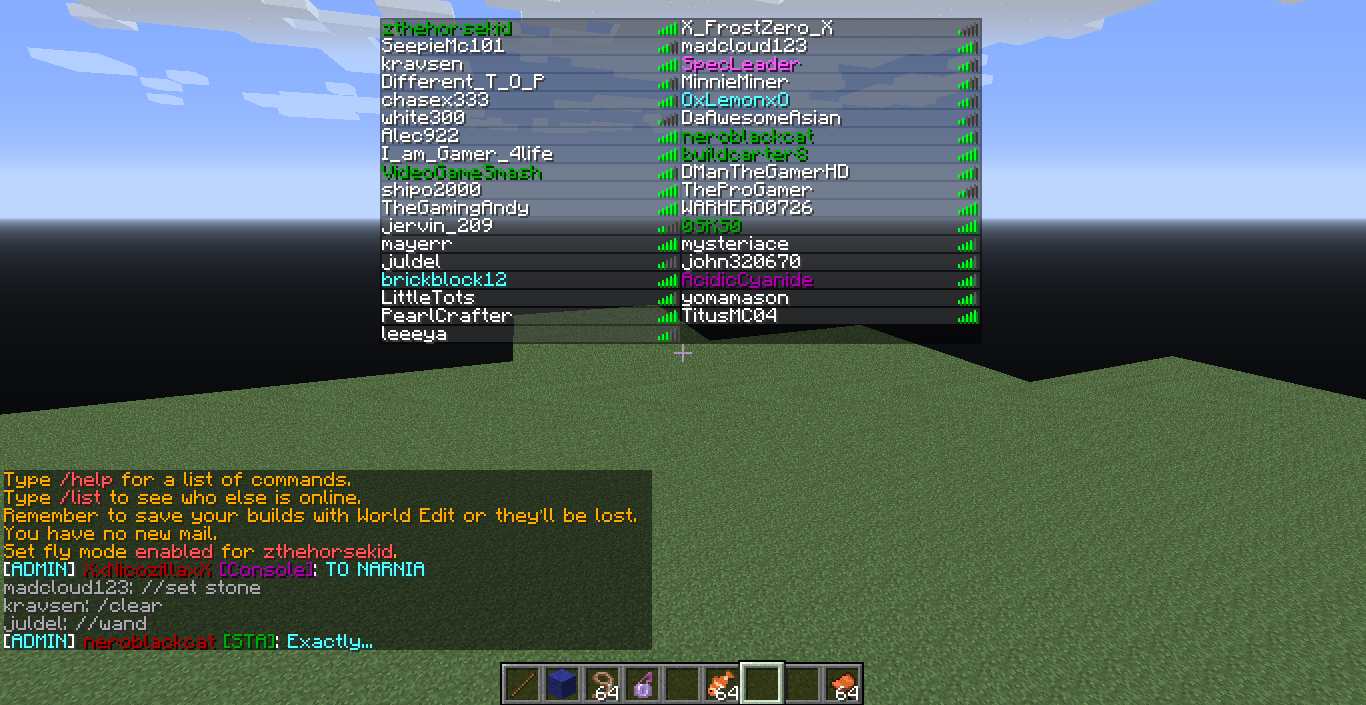 zthehorsekid X_FrostZero_X
SeepieMc101 madcloud123
kravsen SpecLeader
Different_T_O_P MinnieMiner
chasex333 OxLemonxO
white300 DaAwesomeAsian
Alec922 neroblackcat
I_am_Gamer_4life buildcarter8
VideoGameSmash DManTheGamerHD
shipo2000 TheProGamer
TheGamingAndy WARHERO0726
jervin_209 0SK50
mayerr mysteriace
juldel john320670
brickblock12 AcidicCyanide
LittleTots yomamason
PearlCrafter TitusMC04
leeeya
Type /help for a list of commands.
Type /list to see who else is online.
Remember to save your builds with World Edit or they'll be lost.
You have no new mail.
Set fly mode enabled for zthehorsekid.
[ADMIN] XxNicozillaxX [Console]: TO NARNIA
madcloud123: //set stone
kravsen: /clear
juldel: //wand
[ADMIN] neroblackcat [STA]: Exactly...
64 64 64